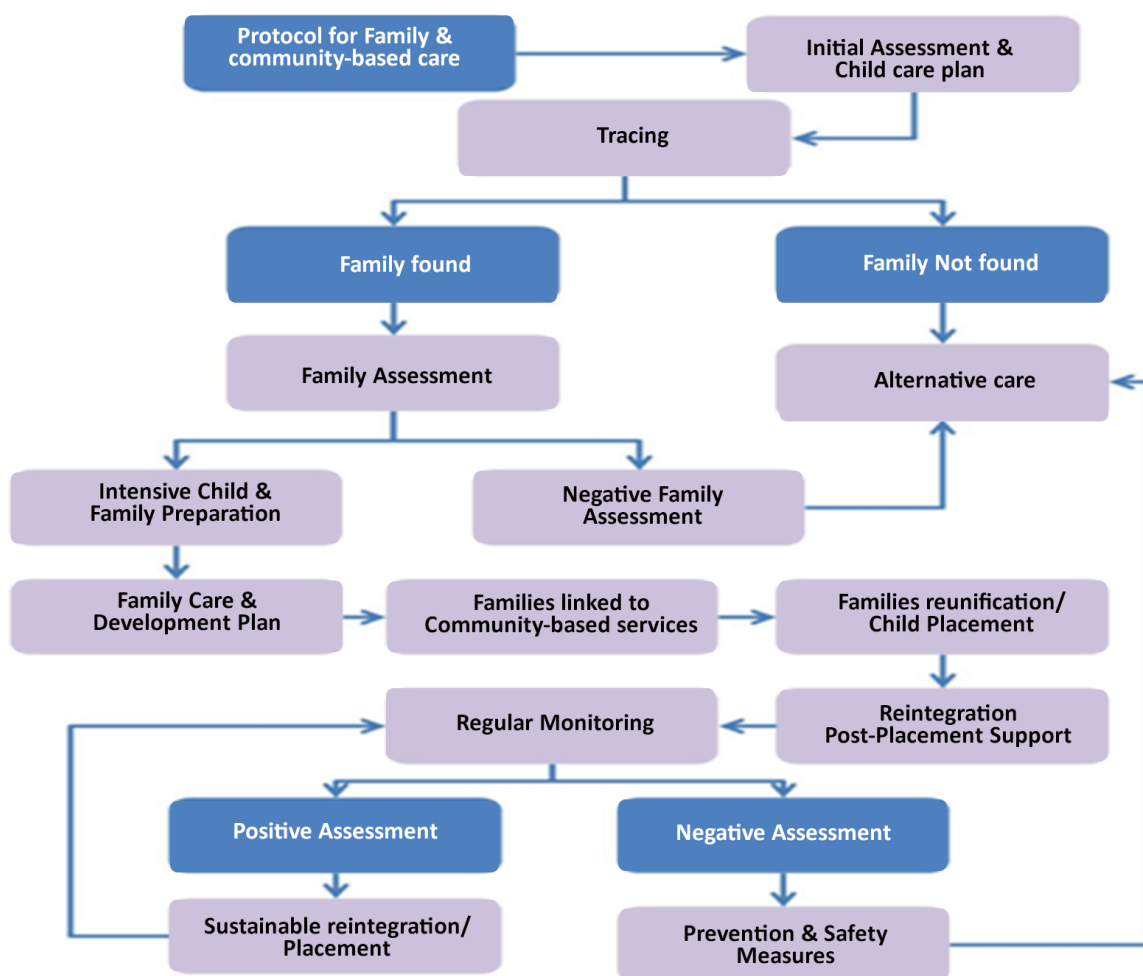 Protocol for Family &
community-based care
Initial Assessment &
Child care plan
Tracing
Family found
Family Not found
Family Assessment
Alternative care
Intensive Child &
Family Preparation
Negative Family
Assessment
Family Care &
Development Plan
Families linked to
Community-based services
Families reunification/
Child Placement
Regular Monitoring
Reintegration
Post-Placement Support
Positive Assessment
Negative Assessment
Sustainable reintegration/
Placement
Prevention & Safety
Measures